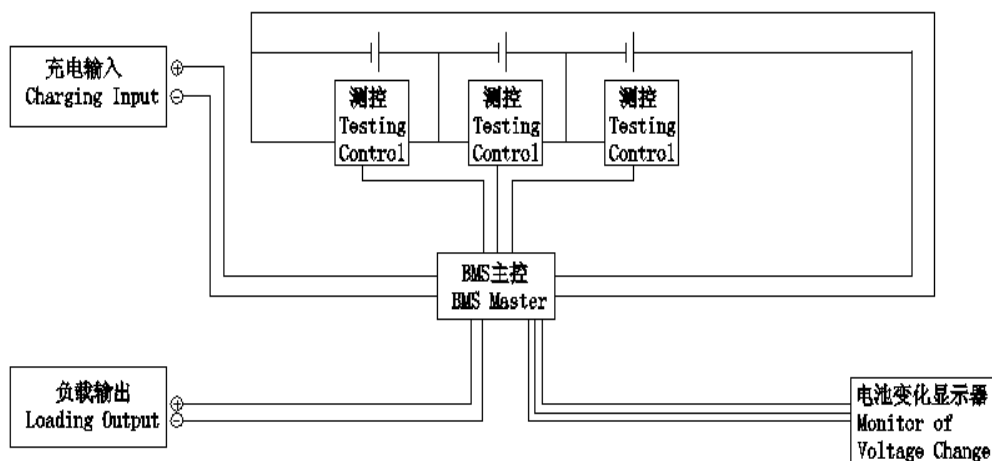 充电输入
Charging Input
测控
Testing
Control
测控
Testing
Control
测控
Testing
Control
BMS主控
BMS Master
负载输出
Loading Output
电池变化显示器
Monitor of
Voltage Change